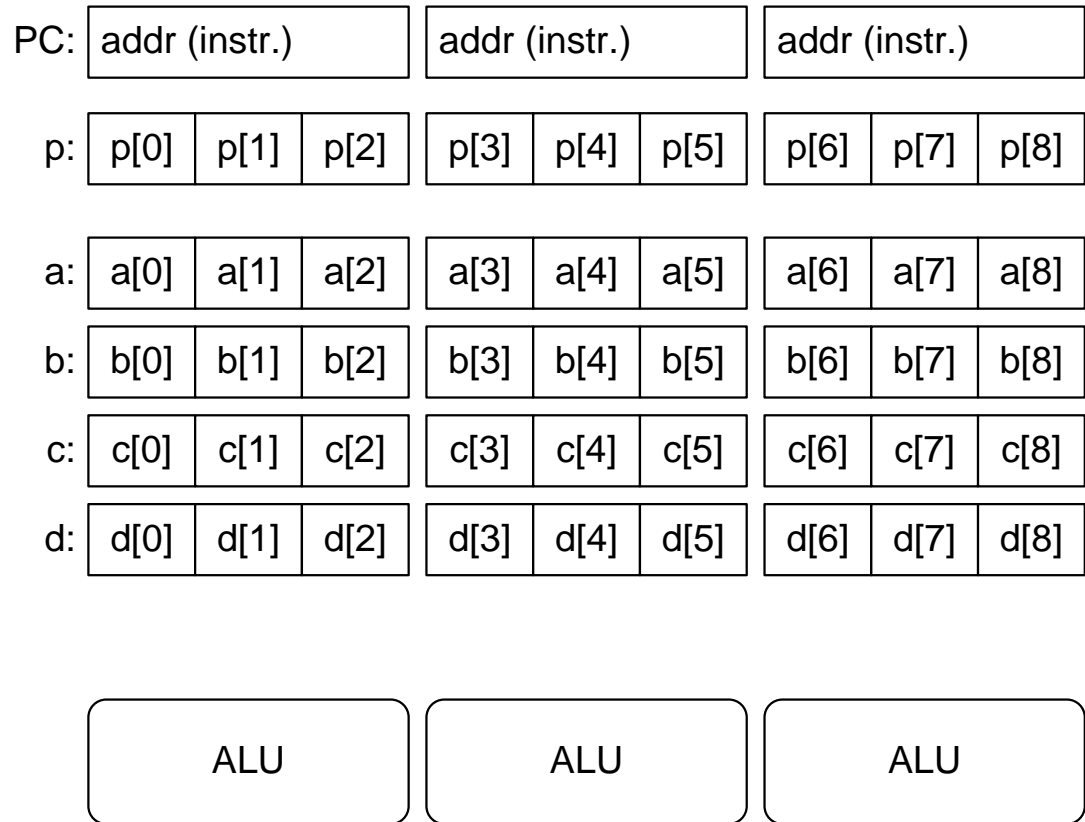 PC: addr (instr.) addr (instr.) addr (instr.)
p: p[0] p[1] p[2] p[3] p[4] p[5] p[6] p[7] p[8]
a: a[0] a[1] a[2] a[3] a[4] a[5] a[6] a[7] a[8]
b: b[0] b[1] b[2] b[3] b[4] b[5] b[6] b[7] b[8]
c: c[0] c[1] c[2] c[3] c[4] c[5] c[6] c[7] c[8]
d: d[0] d[1] d[2] d[3] d[4] d[5] d[6] d[7] d[8]
ALU ALU ALU